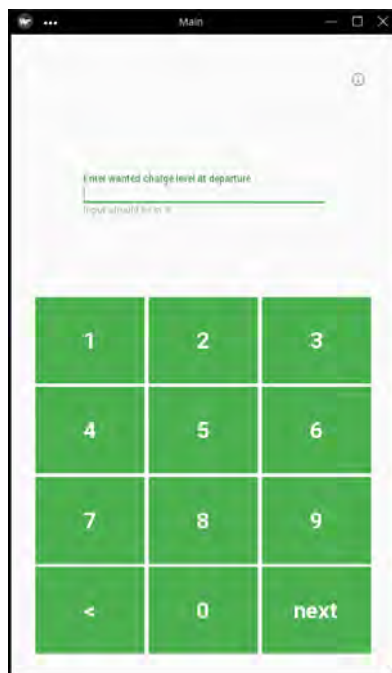 Main
Enter wanted charge level at departure
Input should be in %
1 2 3
4 5 6
7 8 9
< 0 next